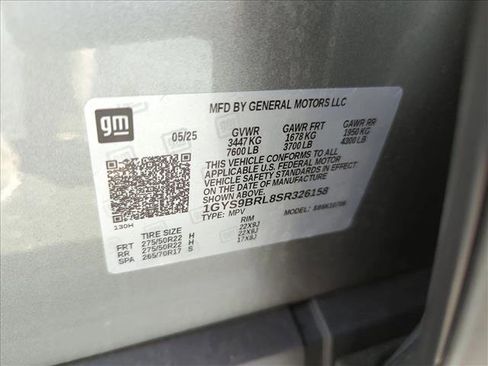 gm
MFD BY GENERAL MOTORS LLC
05/25 GVWR GAWR FRT GAWR RR
3447 KG 1678 KG 1950 KG
7600 LB 3700 LB 4300 LB
THIS VEHICLE CONFORMS TO ALL
APPLICABLE U.S. FEDERAL MOTOR
VEHICLE SAFETY STANDARDS IN EFFECT
ON THE DATE OF MANUFACTURE
SHOWN ABOVE.
1GYS9BRL8SR326158
TYPE: MPV MODEL:
130H
TIRE SIZE RIM
FRT 275/50R22 H 22X9J
RR 275/50R22 H 22X9J
SPA 265/70R17 S 17X8J